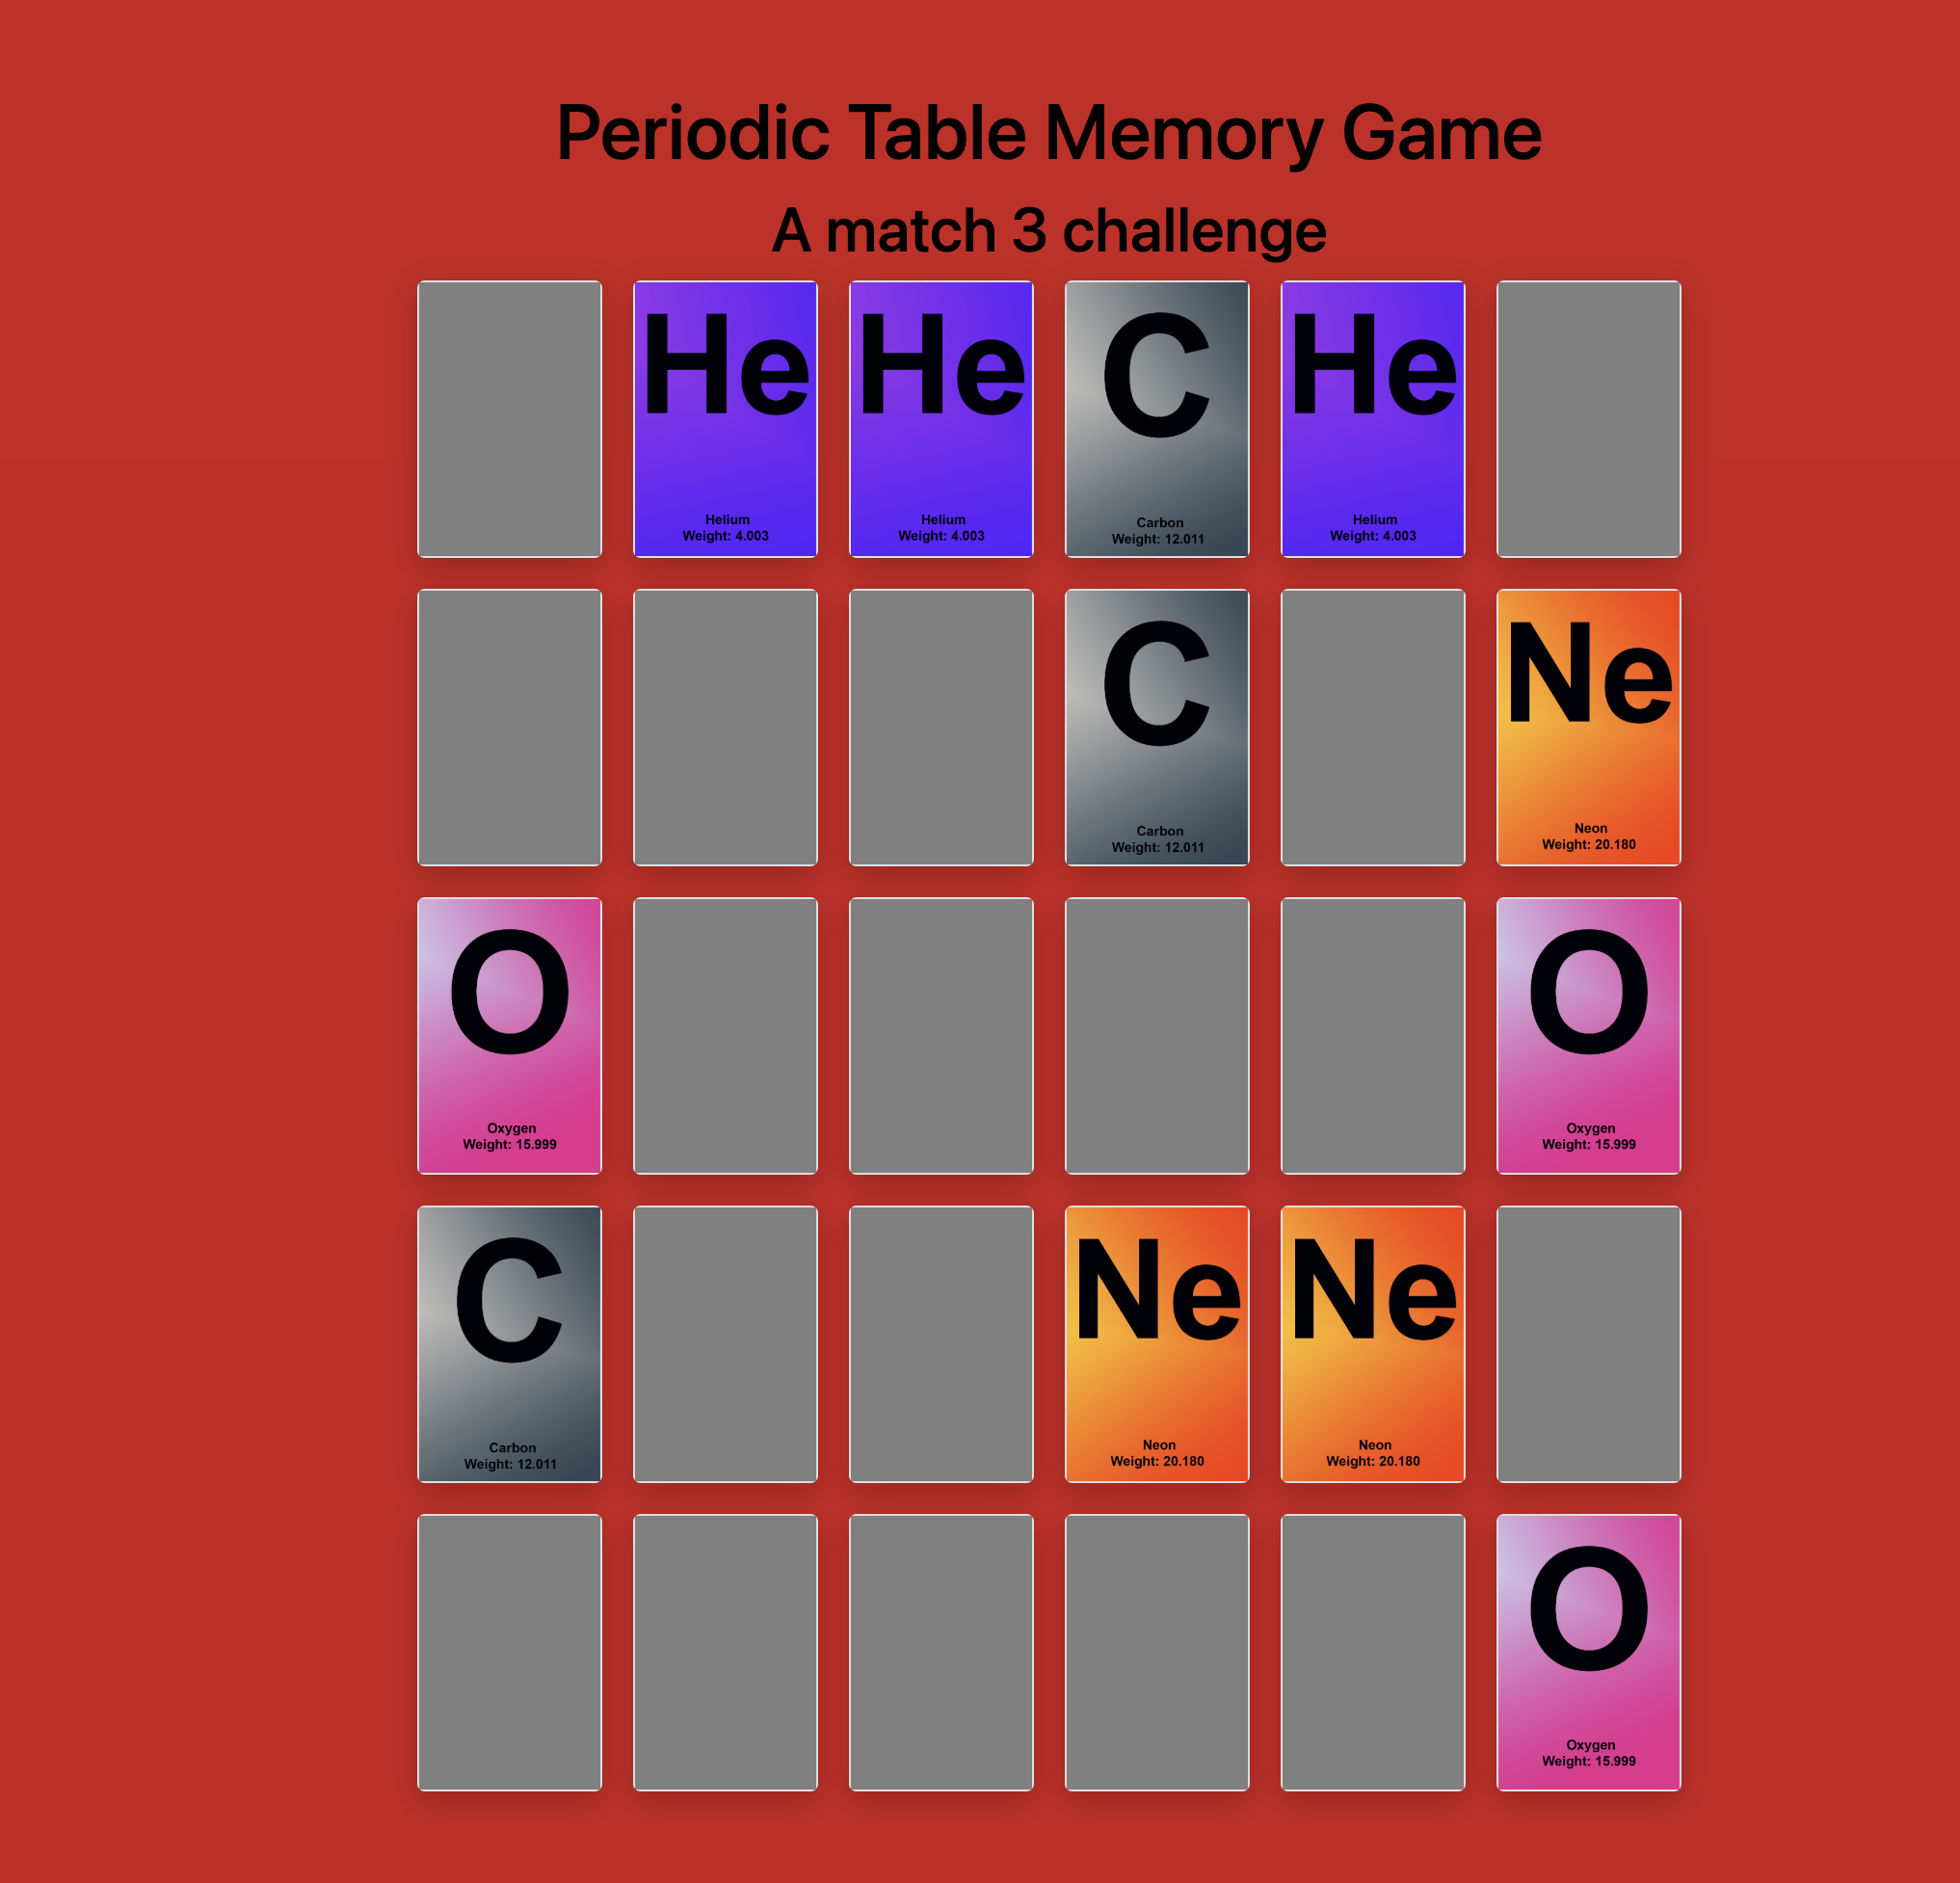 Periodic Table Memory Game
A match 3 challenge
He
Helium
Weight: 4.003
He
Helium
Weight: 4.003
C
Carbon
Weight: 12.011
He
Helium
Weight: 4.003
C
Carbon
Weight: 12.011
Ne
Neon
Weight: 20.180
O
Oxygen
Weight: 15.999
O
Oxygen
Weight: 15.999
C
Carbon
Weight: 12.011
Ne
Neon
Weight: 20.180
Ne
Neon
Weight: 20.180
O
Oxygen
Weight: 15.999